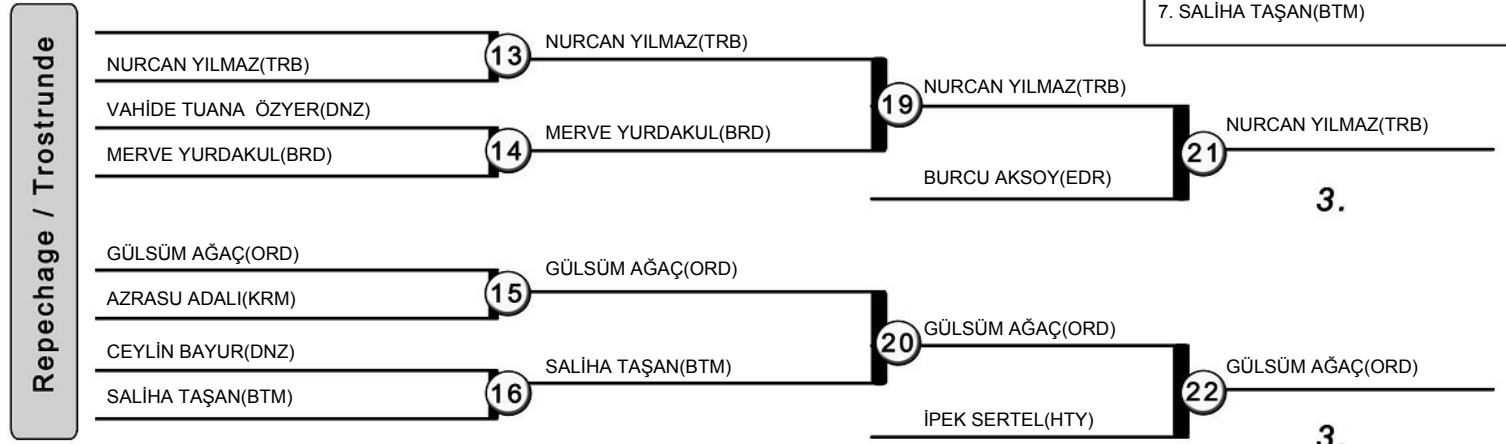 7. SALİHA TAŞAN(BTM)
Repechage / Trostrunde
NURCAN YILMAZ(TRB)
13
NURCAN YILMAZ(TRB)
VAHİDE TUANA ÖZYER(DNZ)
MERVE YURDAKUL(BRD)
14
MERVE YURDAKUL(BRD)
19
NURCAN YILMAZ(TRB)
BURCU AKSOY(EDR)
21
NURCAN YILMAZ(TRB)
3.
GÜLSÜM AĞAÇ(ORD)
AZRASU ADALI(KRM)
15
GÜLSÜM AĞAÇ(ORD)
CEYLİN BAYUR(DNZ)
SALİHA TAŞAN(BTM)
16
SALİHA TAŞAN(BTM)
20
GÜLSÜM AĞAÇ(ORD)
İPEK SERTEL(HTY)
22
GÜLSÜM AĞAÇ(ORD)
3.